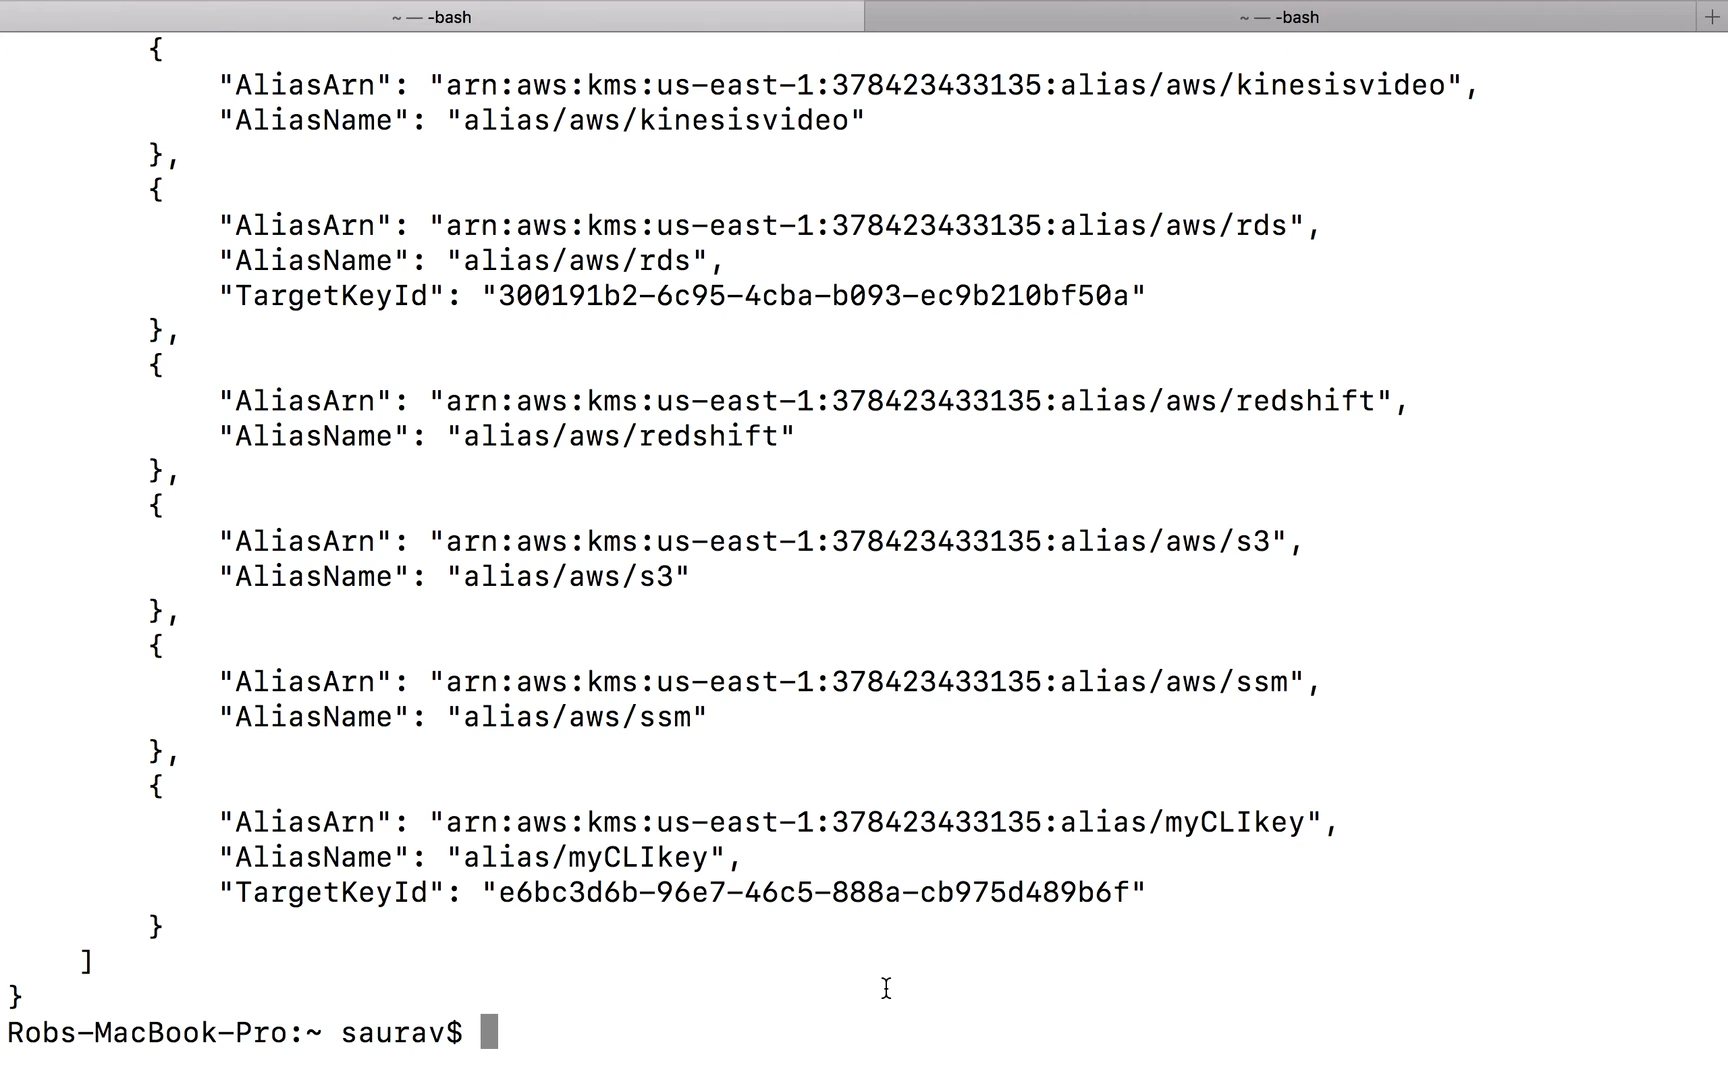 ~ — -bash
~ — -bash
+
{
"AliasArn": "arn:aws:kms:us-east-1:378423433135:alias/aws/kinesisvideo",
"AliasName": "alias/aws/kinesisvideo"
},
{
"AliasArn": "arn:aws:kms:us-east-1:378423433135:alias/aws/rds",
"AliasName": "alias/aws/rds",
"TargetKeyId": "300191b2-6c95-4cba-b093-ec9b210bf50a"
},
{
"AliasArn": "arn:aws:kms:us-east-1:378423433135:alias/aws/redshift",
"AliasName": "alias/aws/redshift"
},
{
"AliasArn": "arn:aws:kms:us-east-1:378423433135:alias/aws/s3",
"AliasName": "alias/aws/s3"
},
{
"AliasArn": "arn:aws:kms:us-east-1:378423433135:alias/aws/ssm",
"AliasName": "alias/aws/ssm"
},
{
"AliasArn": "arn:aws:kms:us-east-1:378423433135:alias/myCLIkey",
"AliasName": "alias/myCLIkey",
"TargetKeyId": "e6bc3d6b-96e7-46c5-888a-cb975d489b6f"
}
]
}
Robs-MacBook-Pro:~ saurav$